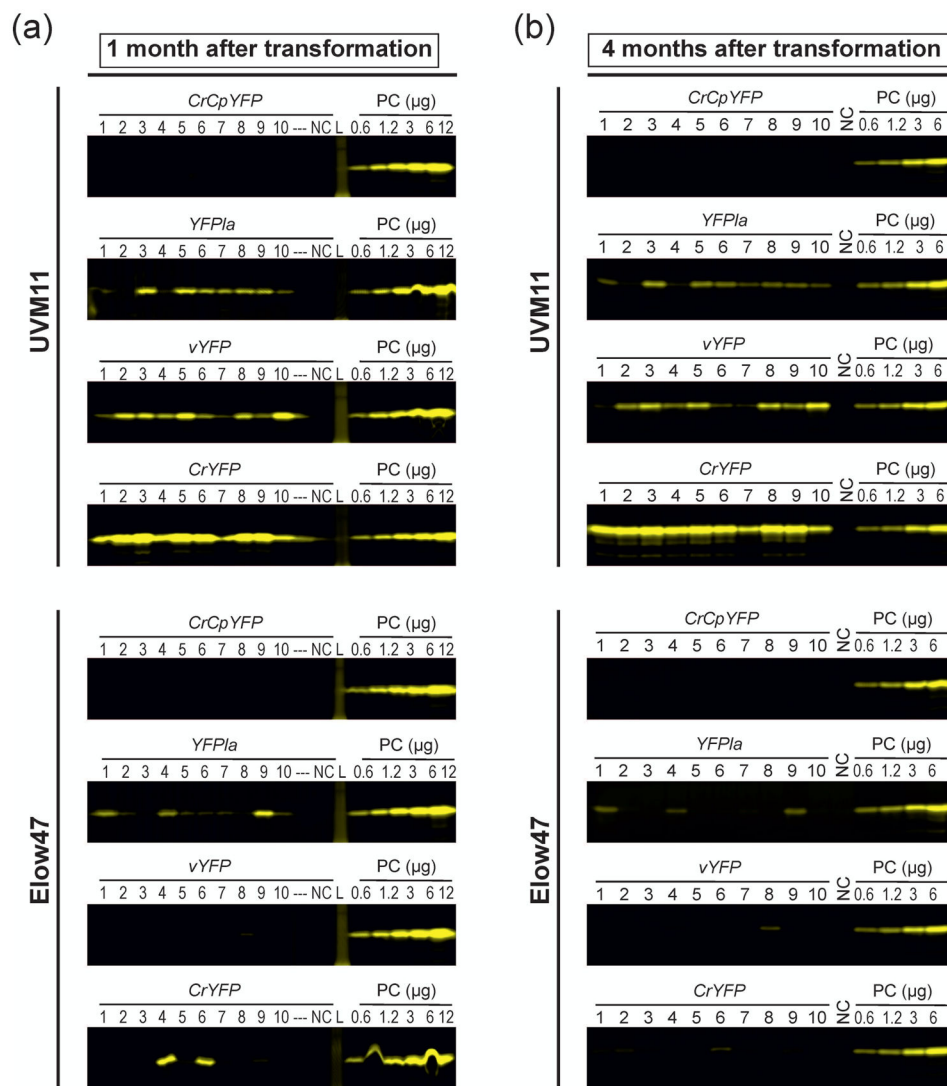 (a)
1 month after transformation
UVM11
CrCpYFP PC (µg)
1 2 3 4 5 6 7 8 9 10 --- NC L 0.6 1.2 3 6 12
YFPIa PC (µg)
1 2 3 4 5 6 7 8 9 10 --- NC L 0.6 1.2 3 6 12
vYFP PC (µg)
1 2 3 4 5 6 7 8 9 10 --- NC L 0.6 1.2 3 6 12
CrYFP PC (µg)
1 2 3 4 5 6 7 8 9 10 --- NC L 0.6 1.2 3 6 12
Elow47
CrCpYFP PC (µg)
1 2 3 4 5 6 7 8 9 10 --- NC L 0.6 1.2 3 6 12
YFPIa PC (µg)
1 2 3 4 5 6 7 8 9 10 --- NC L 0.6 1.2 3 6 12
vYFP PC (µg)
1 2 3 4 5 6 7 8 9 10 --- NC L 0.6 1.2 3 6 12
CrYFP PC (µg)
1 2 3 4 5 6 7 8 9 10 --- NC L 0.6 1.2 3 6 12
(b)
4 months after transformation
UVM11
CrCpYFP NC PC (µg)
1 2 3 4 5 6 7 8 9 10 0.6 1.2 3 6
YFPIa NC PC (µg)
1 2 3 4 5 6 7 8 9 10 0.6 1.2 3 6
vYFP NC PC (µg)
1 2 3 4 5 6 7 8 9 10 0.6 1.2 3 6
CrYFP NC PC (µg)
1 2 3 4 5 6 7 8 9 10 0.6 1.2 3 6
Elow47
CrCpYFP NC PC (µg)
1 2 3 4 5 6 7 8 9 10 0.6 1.2 3 6
YFPIa NC PC (µg)
1 2 3 4 5 6 7 8 9 10 0.6 1.2 3 6
vYFP NC PC (µg)
1 2 3 4 5 6 7 8 9 10 0.6 1.2 3 6
CrYFP NC PC (µg)
1 2 3 4 5 6 7 8 9 10 0.6 1.2 3 6